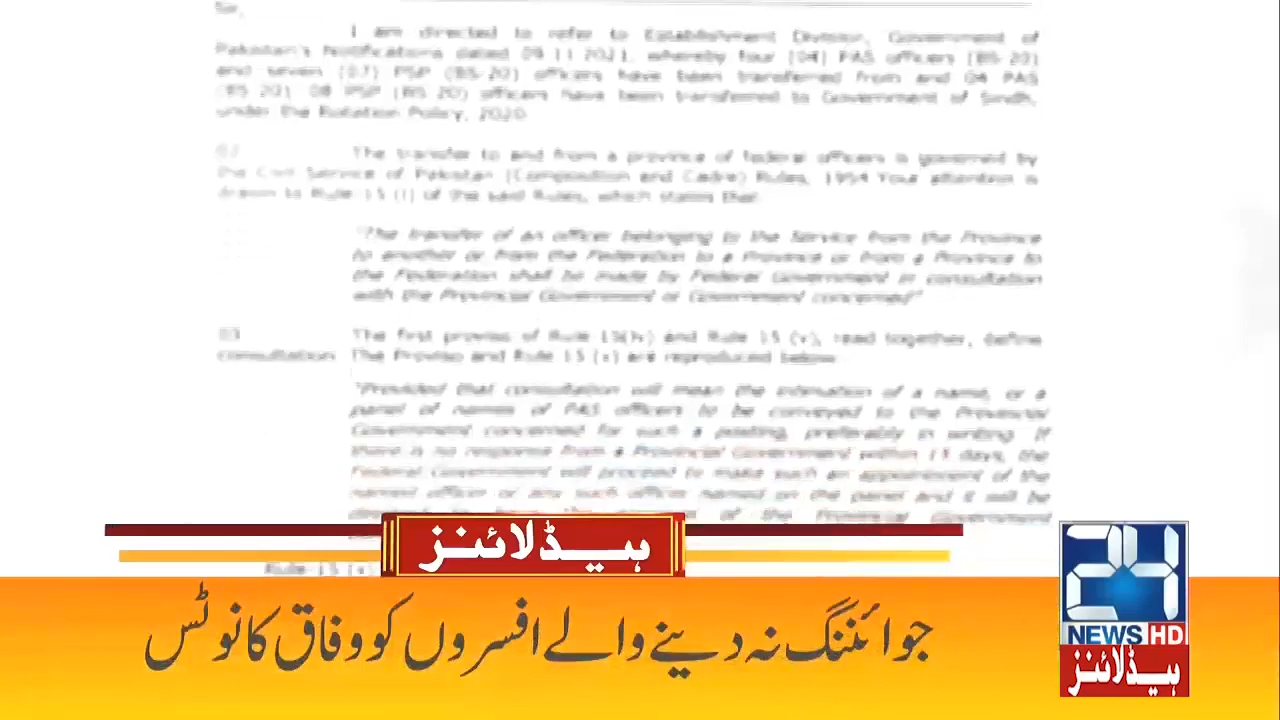 Sir,
I am directed to refer to Establishment Division, Government of
Pakistan's Notifications dated 09.11.2021, whereby four (04) PAS officers (BS-20)
and seven (07) PSP (BS-20) officers have been transferred from and 04 PAS
(BS-20) 08 PSP (BS-20) officers have been transferred to Government of Sindh,
under the Rotation Policy, 2020
02 The transfer to and from a province of federal officers is governed by
the Civil Service of Pakistan (Composition and Cadre) Rules, 1954 Your attention is
drawn to Rule 15 (1) of the said Rules, which states that
"The transfer of an officer belonging to the Service from the Province
to another or from the Federation to a Province or from a Province to
the Federation shall be made by Federal Government in consultation
with the Provincial Government or Government concerned"
03 The first proviso of Rule 15(iv) and Rule 15 (v), read together, define
consultation The Proviso and Rule 15 (v) are reproduced below
"Provided that consultation will mean the intimation of a name, or a
panel of names of PAS officers to be conveyed to the Provincial
Government concerned for such a posting, preferably in writing. If
there is no response from a Provincial Government within 15 days, the
Federal Government will proceed to make such an appointment of the
named officer or any such officer named on the panel and it will be
of the Provincial Government
Rule 15 (v)
ہیڈلائنز
جوائننگ نہ دینے والے افسروں کو وفاق کا نوٹس
24
NEWS HD
ہیڈلائنز